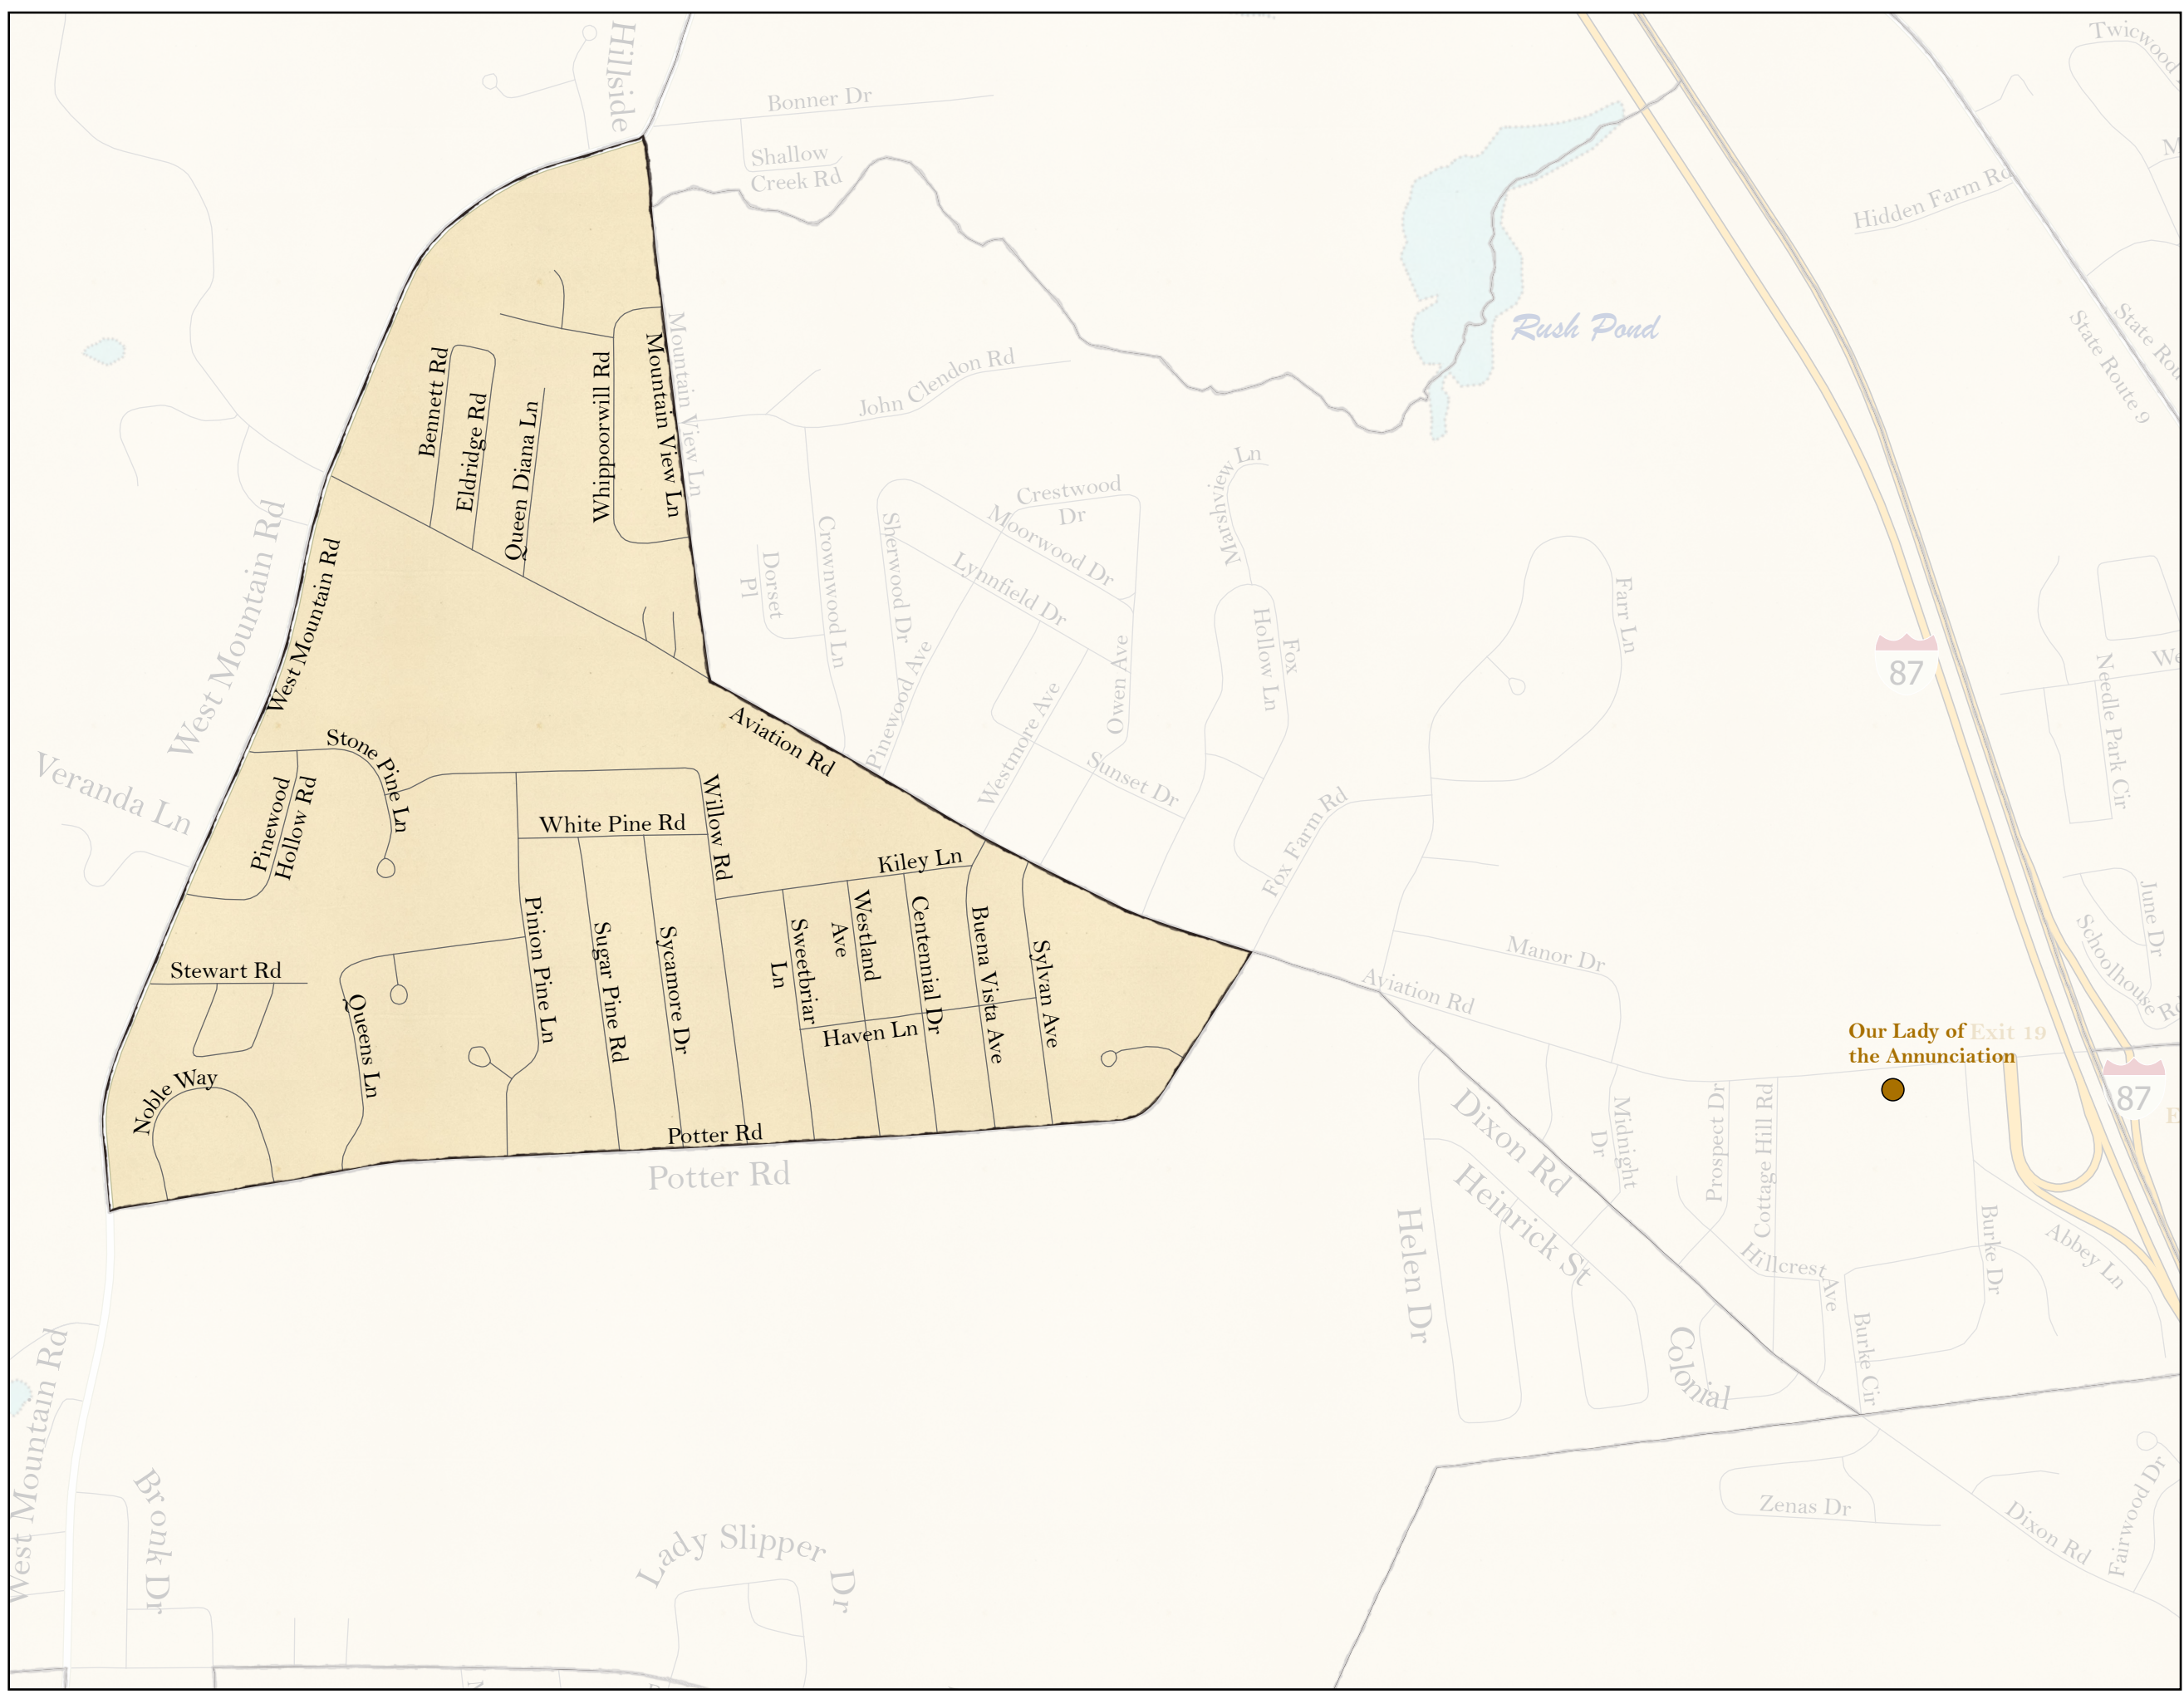 Hillside
Bonner Dr
Shallow
Creek Rd
Twicwood
Hidden Farm Rd
State Route 9
State Rou
Rush Pond
Mountain View Ln
Mountain View Ln
Bennett Rd
Eldridge Rd
Queen Diana Ln
Whippoorwill Rd
John Clendon Rd
Marshview Ln
Crestwood
Dr
Moorwood Dr
Lynnfield Dr
Sherwood Dr
Crownwood Ln
Dorset
Pl
Pinewood Ave
Westmore Ave
Owen Ave
Sunset Dr
Fox
Hollow Ln
Farr Ln
Fox Farm Rd
87
Needle Park Cir
We
West Mountain Rd
West Mountain Rd
Veranda Ln
Stone Pine Ln
Pinewood
Hollow Rd
Aviation Rd
White Pine Rd
Willow Rd
Kiley Ln
Pinion Pine Ln
Sugar Pine Rd
Sycamore Dr
Sweetbriar
Ln
Westland
Ave
Centennial Dr
Buena Vista Ave
Sylvan Ave
Haven Ln
Stewart Rd
Queens Ln
Noble Way
Potter Rd
Potter Rd
Manor Dr
Aviation Rd
June Dr
Schoolhouse Rd
Our Lady of
the Annunciation
Exit 19
87
E
Dixon Rd
Heinrick St
Helen Dr
Midnight
Dr
Prospect Dr
Cottage Hill Rd
Hillcrest
Ave
Burke Dr
Abbey Ln
Burke Cir
Colonial
Zenas Dr
Dixon Rd
Fairwood Dr
West Mountain Rd
Bronk Dr
Lady Slipper
Dr